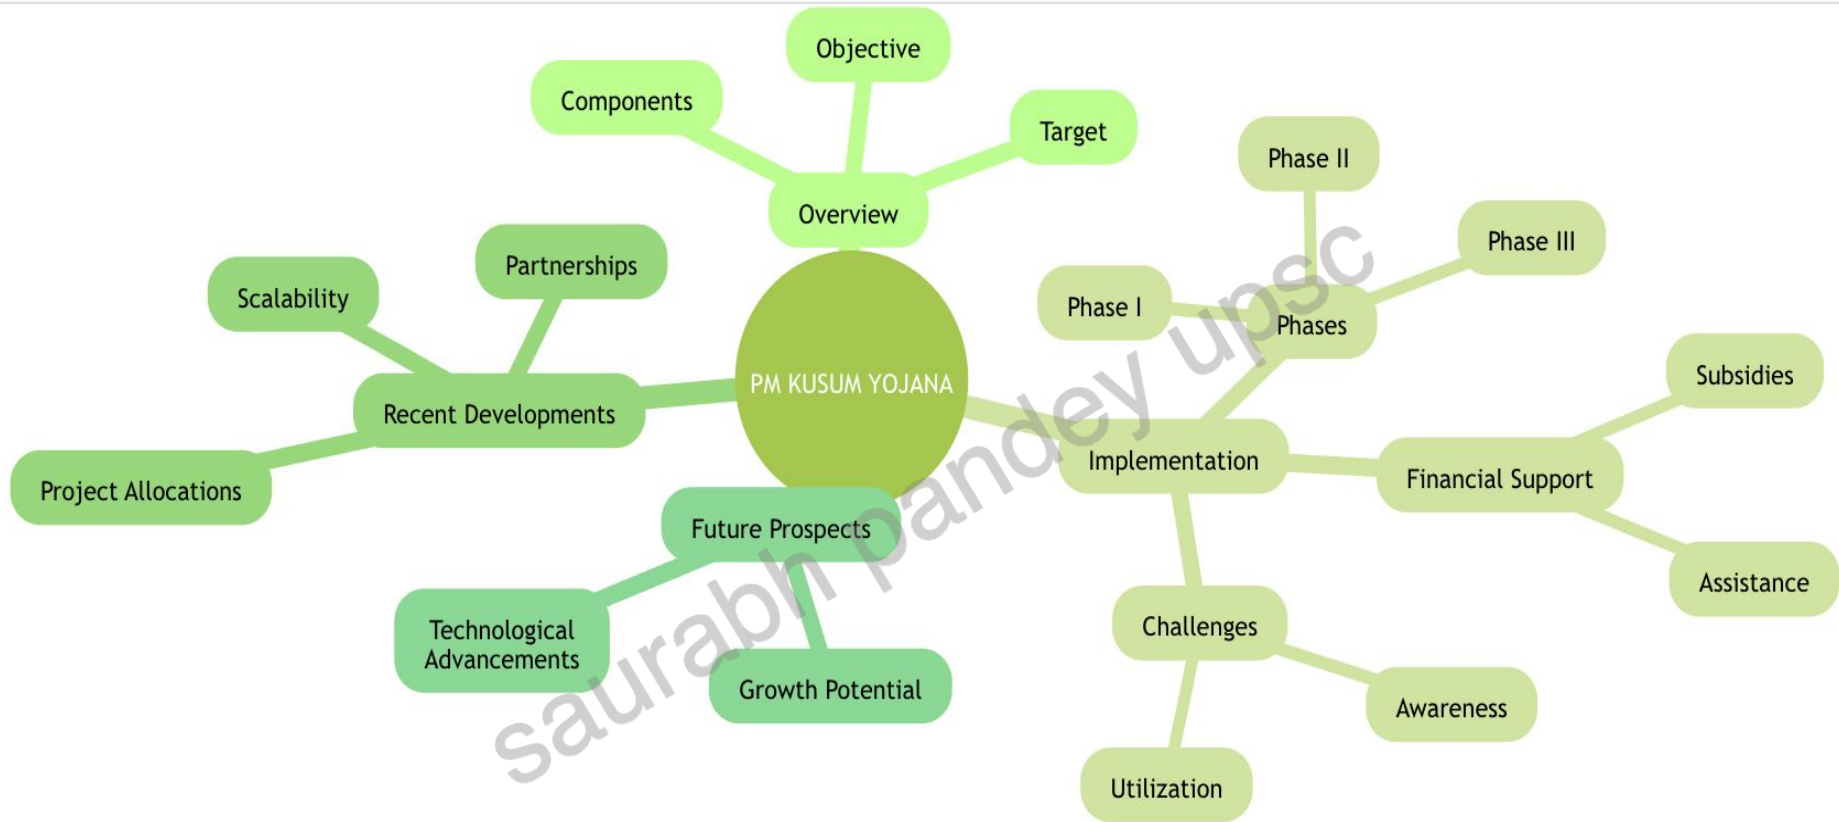 Objective
Components
Target
Phase II
Overview
Phase III
Partnerships
Scalability
Phase I
Phases
Subsidies
PM KUSUM YOJANA
Recent Developments
Implementation
Financial Support
Project Allocations
Future Prospects
Assistance
Technological
Advancements
Challenges
Growth Potential
Awareness
Utilization
saurabh pandey upsc